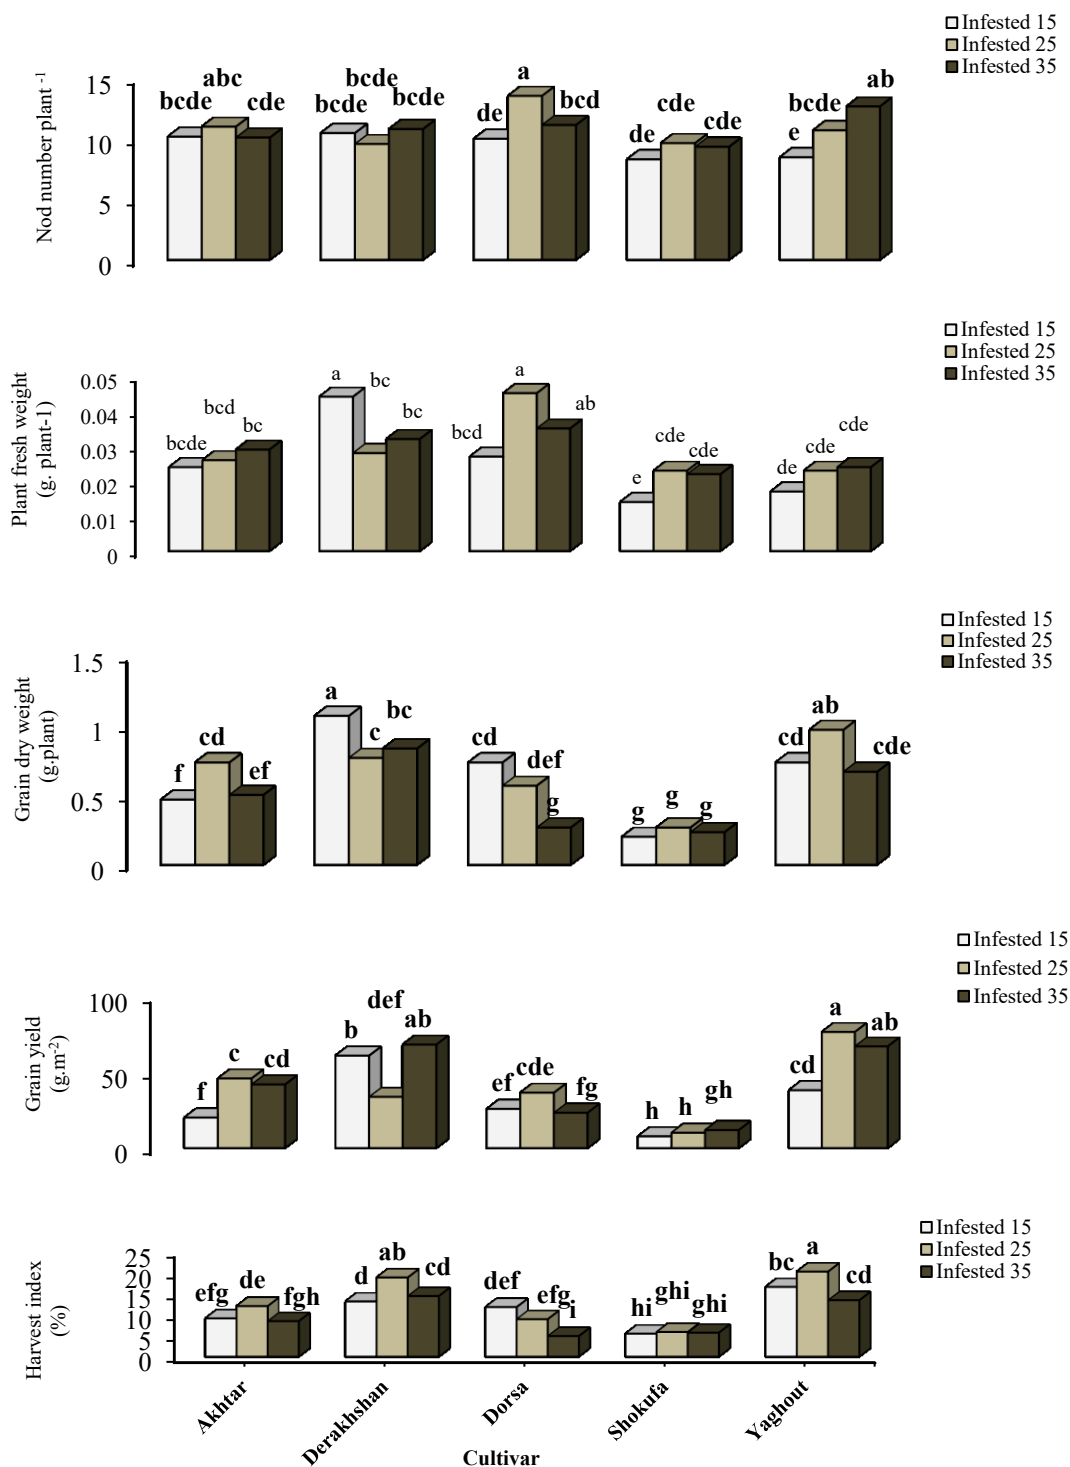 Infested 15
Infested 25
Infested 35
Nod number plant -1
15
10
5
0
bcde
abc
cde
bcde
bcde
bcde
de
a
bcd
de
cde
cde
e
bcde
ab
Infested 15
Infested 25
Infested 35
Plant fresh weight
(g. plant-1)
0.05
0.04
0.03
0.02
0.01
0
bcde
bcd
bc
a
bc
bc
bcd
a
ab
e
cde
cde
de
cde
cde
Infested 15
Infested 25
Infested 35
Grain dry weight
(g.plant)
1.5
1
0.5
0
f
cd
ef
a
c
bc
cd
def
g
g
g
g
cd
ab
cde
Infested 15
Infested 25
Infested 35
Grain yield
(g.m-2)
100
50
0
f
c
cd
b
def
ab
ef
cde
fg
h
h
gh
cd
a
ab
Infested 15
Infested 25
Infested 35
Harvest index
(%)
25
20
15
10
5
0
efg
de
fgh
d
ab
cd
def
efg
i
hi
ghi
ghi
bc
a
cd
Akhtar
Derakhshan
Dorsa
Shokufa
Yaghout
Cultivar